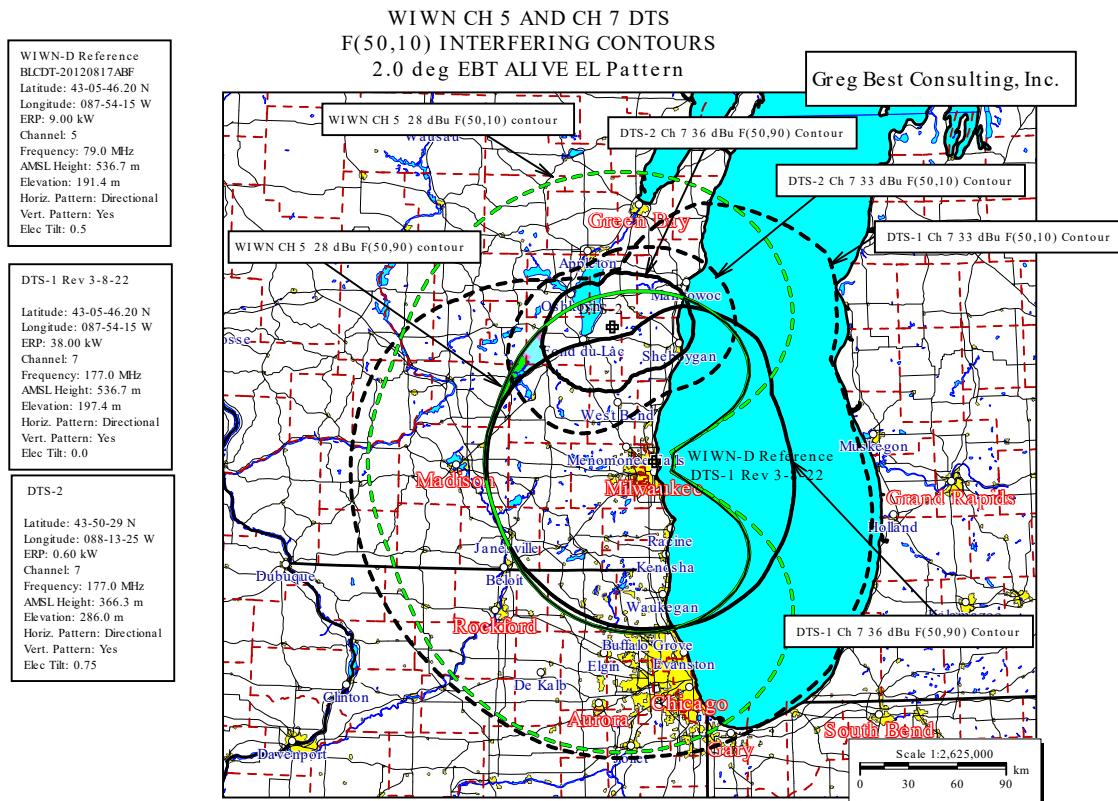 WIWN CH 5 AND CH 7 DTS
F(50,10) INTERFERING CONTOURS
2.0 deg EBT ALIVE EL Pattern
Greg Best Consulting, Inc.
WIWN-D Reference
BLCDT-20120817ABF
Latitude: 43-05-46.20 N
Longitude: 087-54-15 W
ERP: 9.00 kW
Channel: 5
Frequency: 79.0 MHz
AMSL Height: 536.7 m
Elevation: 191.4 m
Horiz. Pattern: Directional
Vert. Pattern: Yes
Elec Tilt: 0.5
DTS-1 Rev 3-8-22
Latitude: 43-05-46.20 N
Longitude: 087-54-15 W
ERP: 38.00 kW
Channel: 7
Frequency: 177.0 MHz
AMSL Height: 536.7 m
Elevation: 197.4 m
Horiz. Pattern: Directional
Vert. Pattern: Yes
Elec Tilt: 0.0
DTS-2
Latitude: 43-50-29 N
Longitude: 088-13-25 W
ERP: 0.60 kW
Channel: 7
Frequency: 177.0 MHz
AMSL Height: 366.3 m
Elevation: 286.0 m
Horiz. Pattern: Directional
Vert. Pattern: Yes
Elec Tilt: 0.75
WIWN CH 5 28 dBu F(50,10) contour
DTS-2 Ch 7 36 dBu F(50,90) Contour
Wausau
DTS-2 Ch 7 33 dBu F(50,10) Contour
Green Bay
DTS-1 Ch 7 33 dBu F(50,10) Contour
WIWN CH 5 28 dBu F(50,90) contour
Appleton
Manitowoc
Oshkosh
Fond du Lac
Sheboygan
West Bend
Muskegon
Menomonee Falls
WIWN-D Reference
DTS-1 Rev 3-8-22
Madison
Milwaukee
Grand Rapids
Holland
Racine
Janesville
Kenosha
Beloit
Dubuque
Waukegan
Rockford
DTS-1 Ch 7 36 dBu F(50,90) Contour
Buffalo Grove
Elgin
Evanston
De Kalb
Clinton
Chicago
Aurora
South Bend
Gary
Davenport
Joliet
Scale 1:2,625,000
0 30 60 90 km